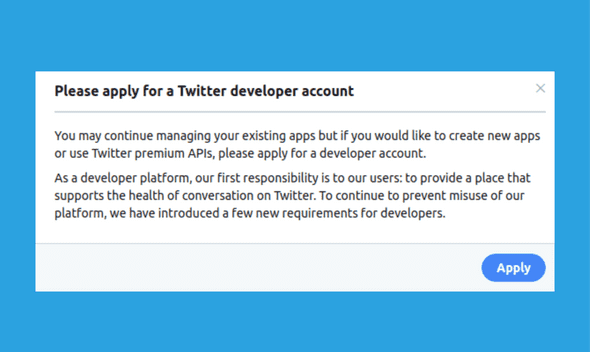 Please apply for a Twitter developer account
You may continue managing your existing apps but if you would like to create new apps
or use Twitter premium APIs, please apply for a developer account.
As a developer platform, our first responsibility is to our users: to provide a place that
supports the health of conversation on Twitter. To continue to prevent misuse of our
platform, we have introduced a few new requirements for developers.
Apply